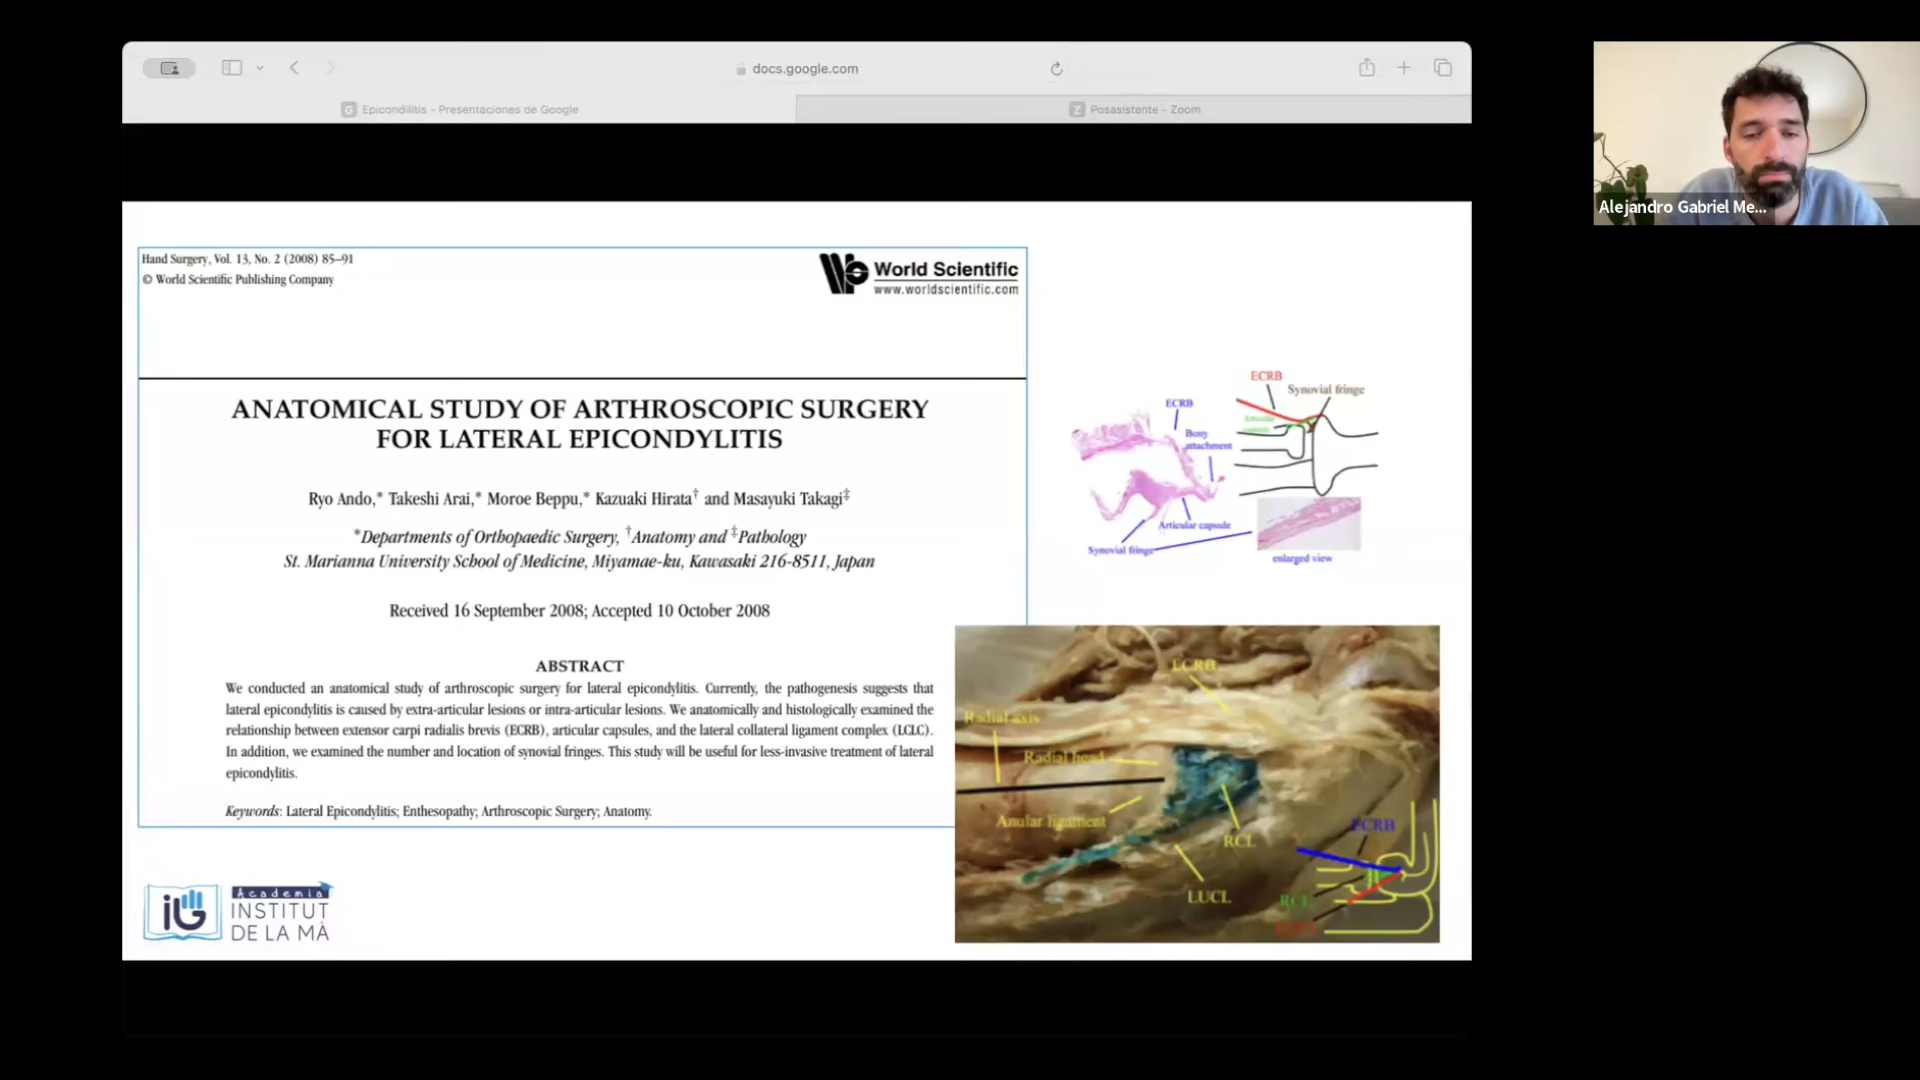 docs.google.com
Epicondilitis - Presentaciones de Google
Posasistente - Zoom
Alejandro Gabriel Me...
Hand Surgery, Vol. 13, No. 2 (2008) 85–91
© World Scientific Publishing Company
World Scientific
www.worldscientific.com
ANATOMICAL STUDY OF ARTHROSCOPIC SURGERY
FOR LATERAL EPICONDYLITIS
Ryo Ando,* Takeshi Arai,* Moroe Beppu,* Kazuaki Hirata† and Masayuki Takagi‡
*Departments of Orthopaedic Surgery, †Anatomy and ‡Pathology
St. Marianna University School of Medicine, Miyamae-ku, Kawasaki 216-8511, Japan
Received 16 September 2008; Accepted 10 October 2008
ABSTRACT
We conducted an anatomical study of arthroscopic surgery for lateral epicondylitis. Currently, the pathogenesis suggests that
lateral epicondylitis is caused by extra-articular lesions or intra-articular lesions. We anatomically and histologically examined the
relationship between extensor carpi radialis brevis (ECRB), articular capsules, and the lateral collateral ligament complex (LCLC).
In addition, we examined the number and location of synovial fringes. This study will be useful for less-invasive treatment of lateral
epicondylitis.
Keywords: Lateral Epicondylitis; Enthesopathy; Arthroscopic Surgery; Anatomy.
ECRB
Synovial fringe
ECRB
Bony
attachment
Articular capsule
Synovial fringe
enlarged view
ECRB
Radial axis
Radial head
Anular ligament
RCL
LUCL
ECRB
RCL
Academia
INSTITUT
DE LA MÀ